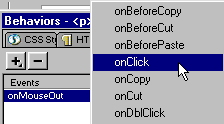 Behaviors - <p>
CSS St
HT
Events
onMouseOut
onBeforeCopy
onBeforeCut
onBeforePaste
onClick
onCopy
onCut
onDblClick